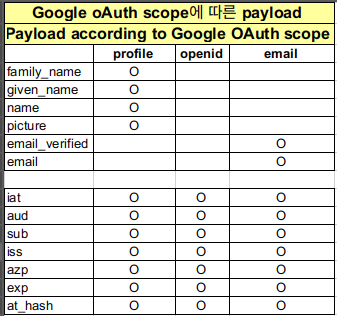 Google oAuth scope에 따른 payload
Payload according to Google OAuth scope
profile openid email
family_name O
given_name O
name O
picture O
email_verified O
email O
iat O O O
aud O O O
sub O O O
iss O O O
azp O O O
exp O O O
at_hash O O O